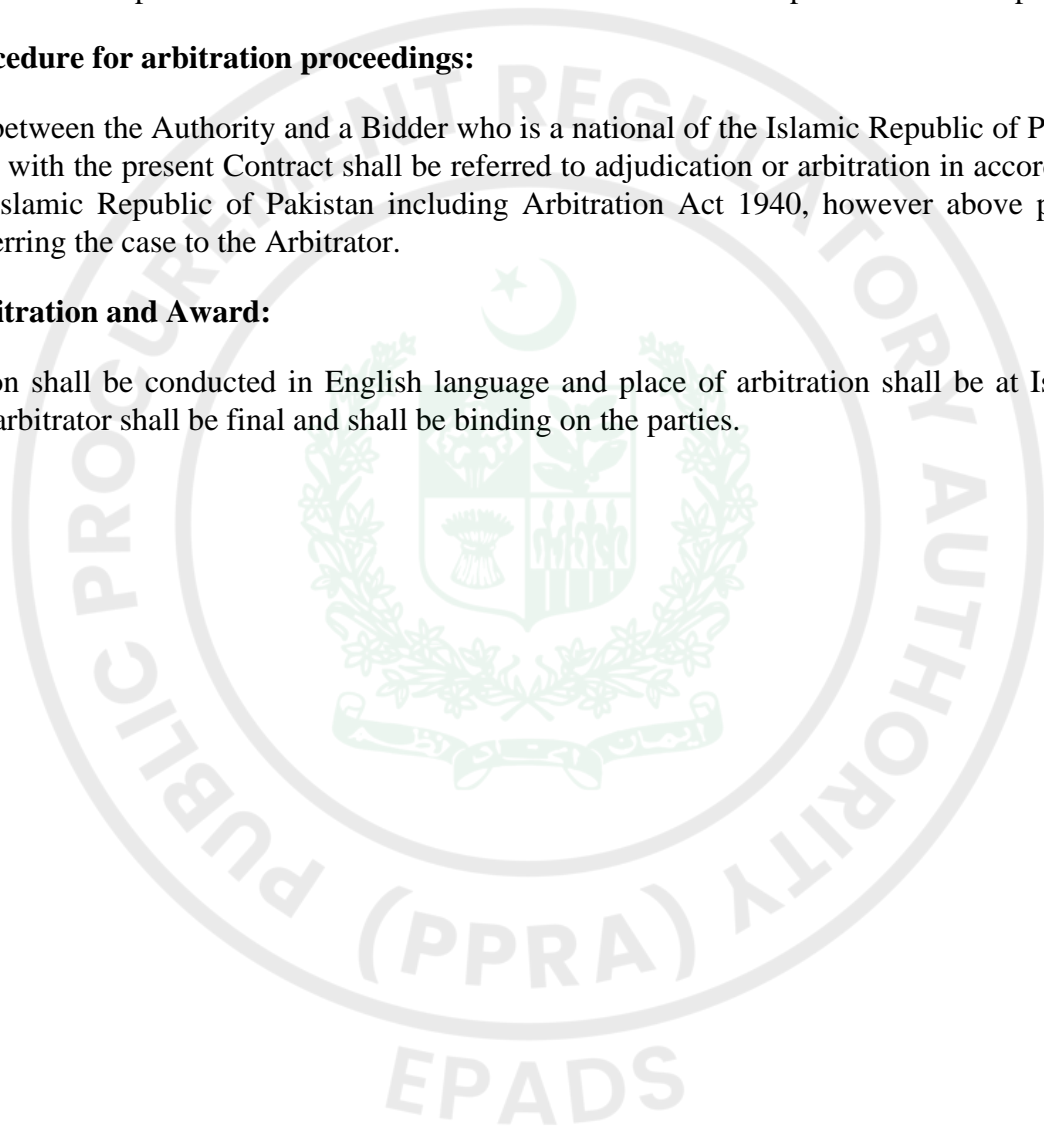 cedure for arbitration proceedings:
between the Authority and a Bidder who is a national of the Islamic Republic of P
with the present Contract shall be referred to adjudication or arbitration in accor
slamic Republic of Pakistan including Arbitration Act 1940, however above p
erring the case to the Arbitrator.
itration and Award:
on shall be conducted in English language and place of arbitration shall be at Is
arbitrator shall be final and shall be binding on the parties.
PUBLIC PROCUREMENT REGULATORY AUTHORITY
(PPRA)
EPADS